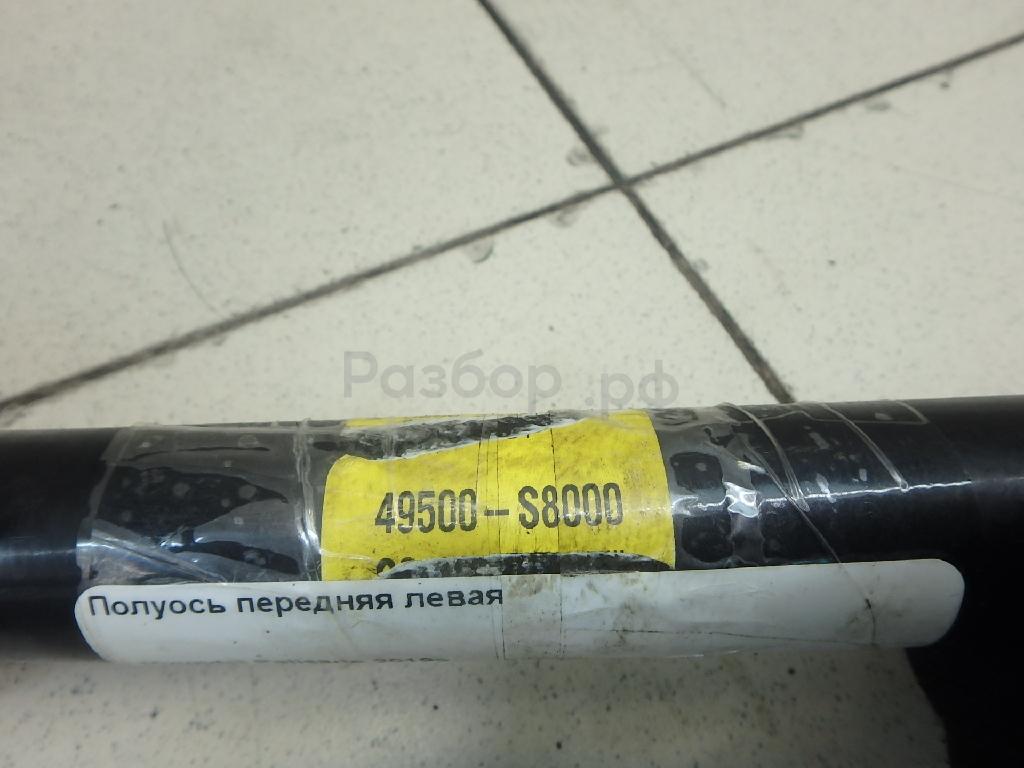 Разбор.рф
49500-S8000
Полуось передняя левая